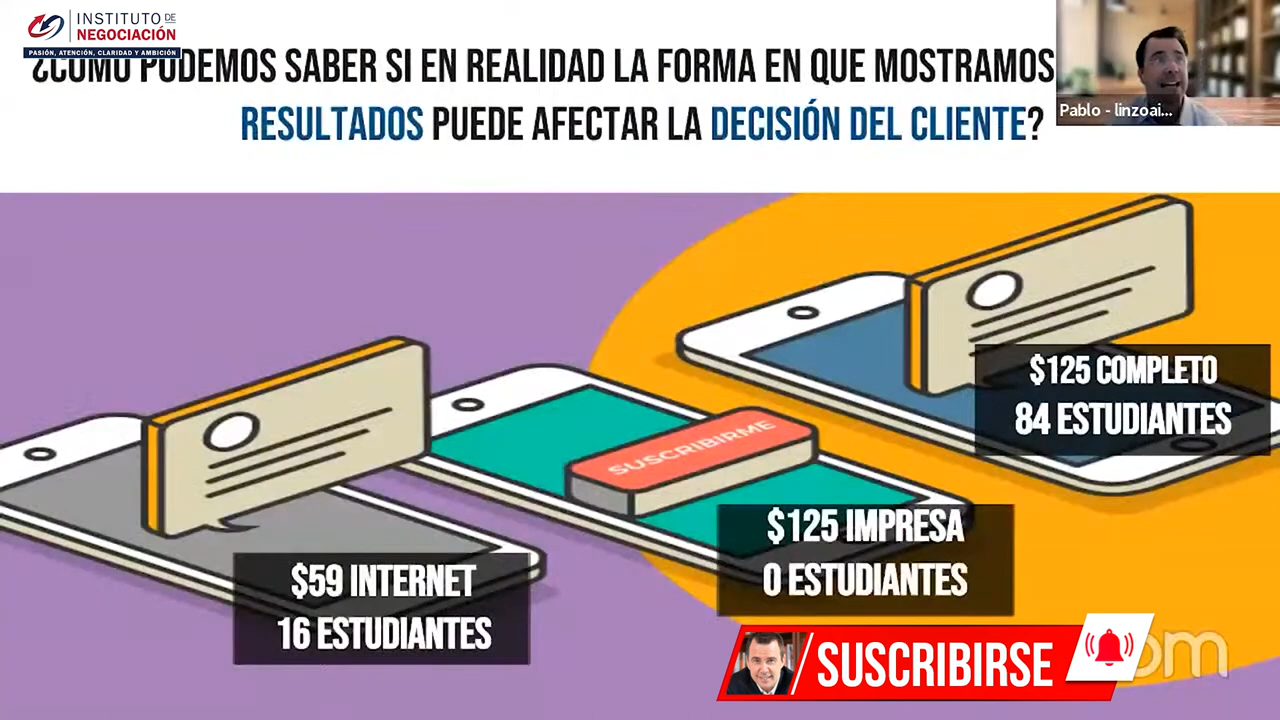 INSTITUTO DE
NEGOCIACIÓN
PASIÓN, ATENCIÓN, CLARIDAD Y AMBICIÓN
¿CÓMO PODEMOS SABER SI EN REALIDAD LA FORMA EN QUE MOSTRAMOS
RESULTADOS PUEDE AFECTAR LA DECISIÓN DEL CLIENTE?
Pablo - linzoai...
$125 COMPLETO
84 ESTUDIANTES
SUSCRIBIRME
$125 IMPRESA
0 ESTUDIANTES
$59 INTERNET
16 ESTUDIANTES
SUSCRIBIRSE